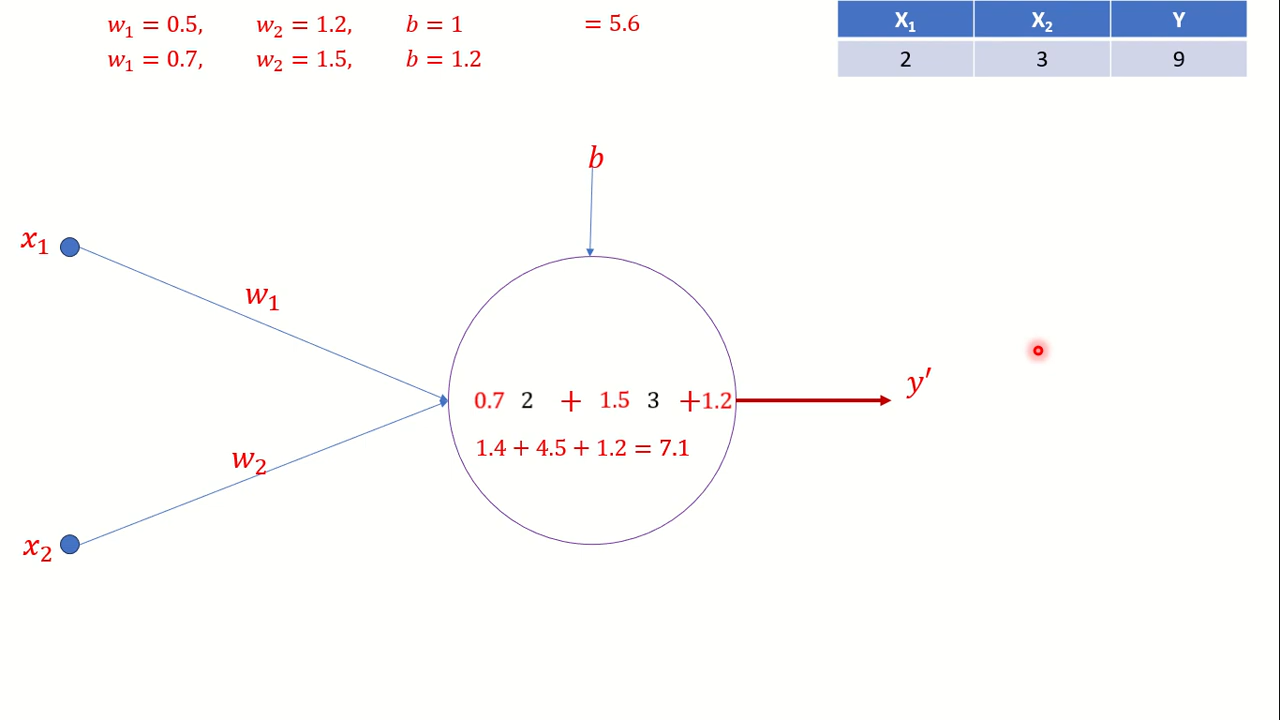 w₁ = 0.5, w₂ = 1.2, b = 1 = 5.6
w₁ = 0.7, w₂ = 1.5, b = 1.2
X₁ X₂ Y
2 3 9
b
x₁
w₁
y′
0.7 2 + 1.5 3 +1.2
1.4 + 4.5 + 1.2 = 7.1
w₂
x₂